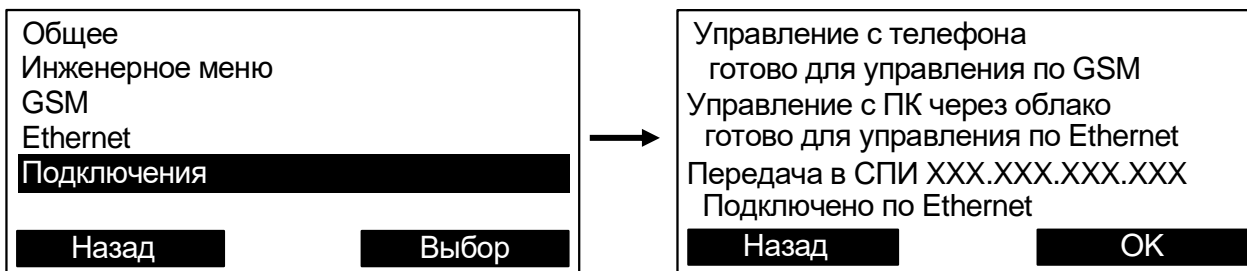 Общее
Инженерное меню
GSM
Ethernet
Подключения
Назад
Выбор
Управление с телефона
готово для управления по GSM
Управление с ПК через облако
готово для управления по Ethernet
Передача в СПИ XXX.XXX.XXX.XXX
Подключено по Ethernet
Назад
OK